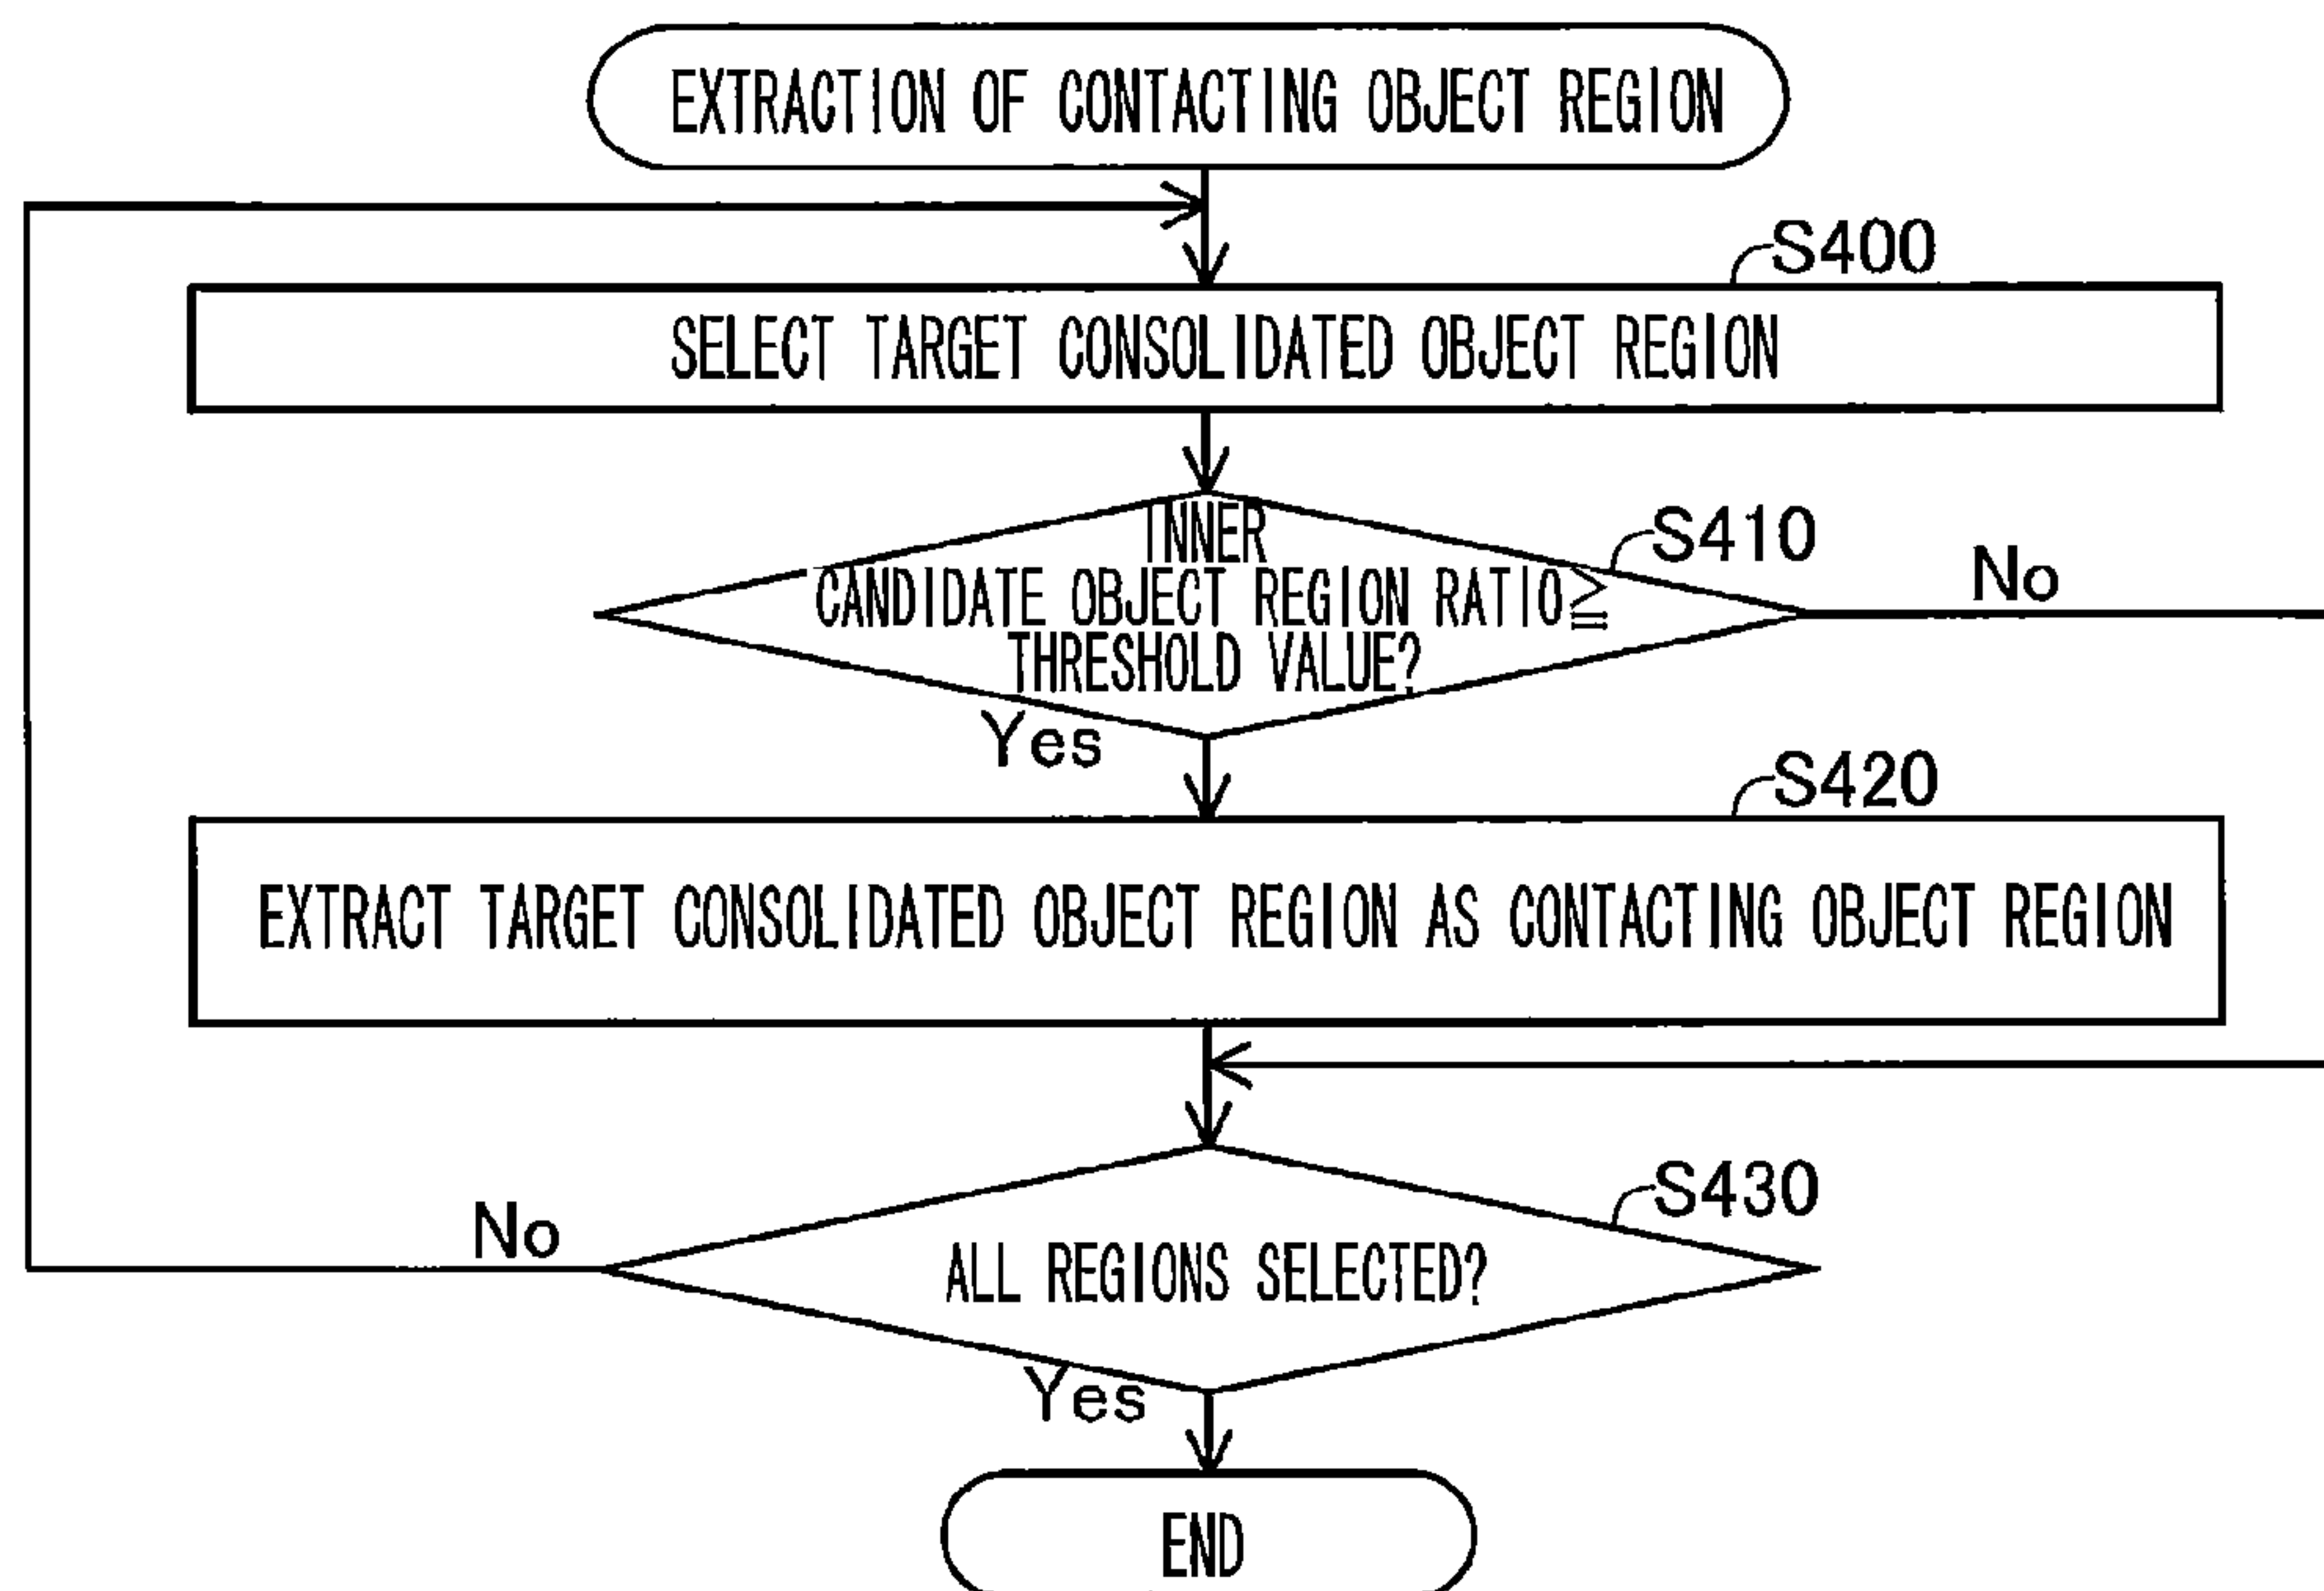 EXTRACTION OF CONTACTING OBJECT REGION
S400
SELECT TARGET CONSOLIDATED OBJECT REGION
S410
INNER
CANDIDATE OBJECT REGION RATIO≧
THRESHOLD VALUE?
No
Yes
S420
EXTRACT TARGET CONSOLIDATED OBJECT REGION AS CONTACTING OBJECT REGION
S430
No
ALL REGIONS SELECTED?
Yes
END